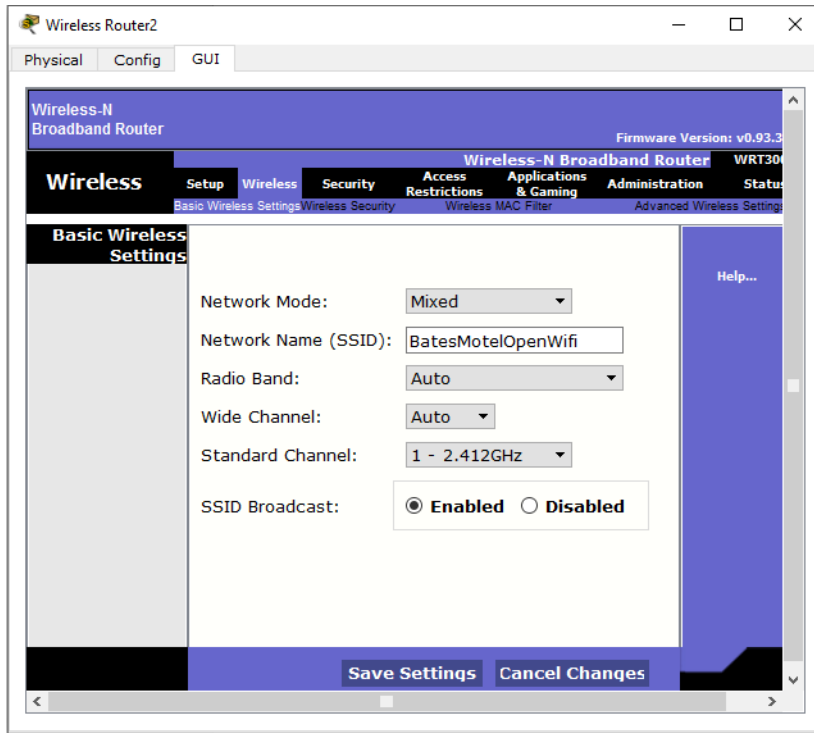 Wireless Router2
Physical Config GUI
Wireless-N
Broadband Router
Firmware Version: v0.93.3
Wireless-N Broadband Router WRT300
Wireless
Setup Wireless Security Access Restrictions Applications & Gaming Administration Status
Basic Wireless Settings Wireless Security Wireless MAC Filter Advanced Wireless Settings
Basic Wireless
Settings
Help...
Network Mode: Mixed
Network Name (SSID): BatesMotelOpenWifi
Radio Band: Auto
Wide Channel: Auto
Standard Channel: 1 - 2.412GHz
SSID Broadcast: Enabled Disabled
Save Settings Cancel Changes